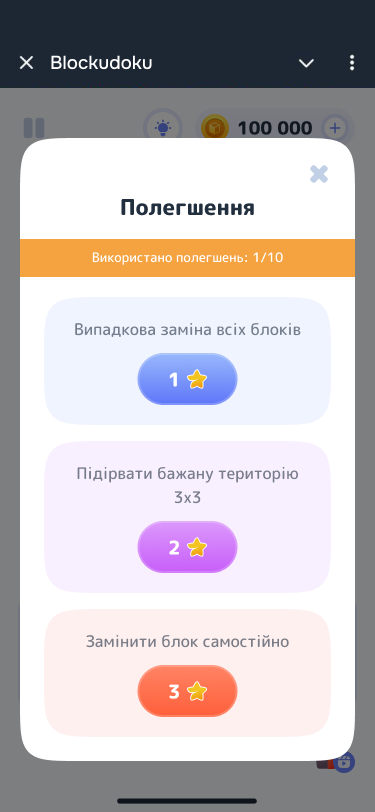 Blockudoku
100 000
Полегшення
Використано полегшень: 1/10
Випадкова заміна всіх блоків
1
Підірвати бажану територію
3х3
2
Замінити блок самостійно
3